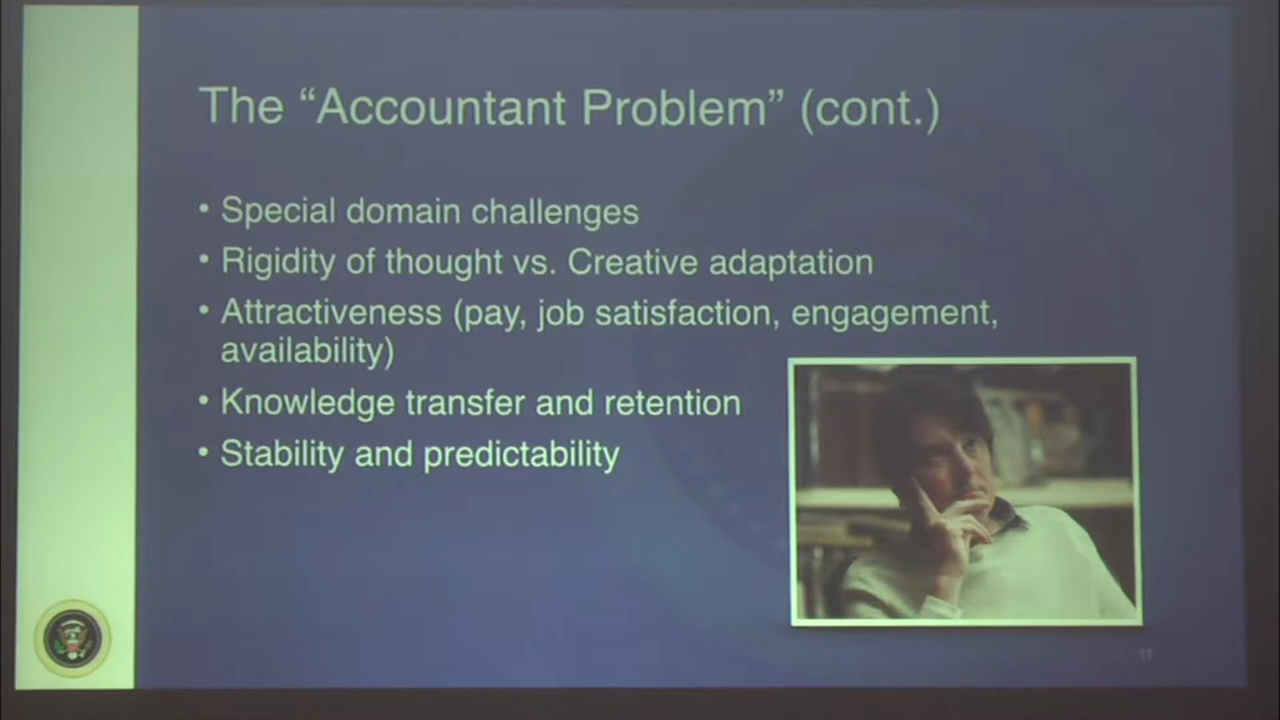 The “Accountant Problem” (cont.)
• Special domain challenges
• Rigidity of thought vs. Creative adaptation
• Attractiveness (pay, job satisfaction, engagement,
availability)
• Knowledge transfer and retention
• Stability and predictability
11